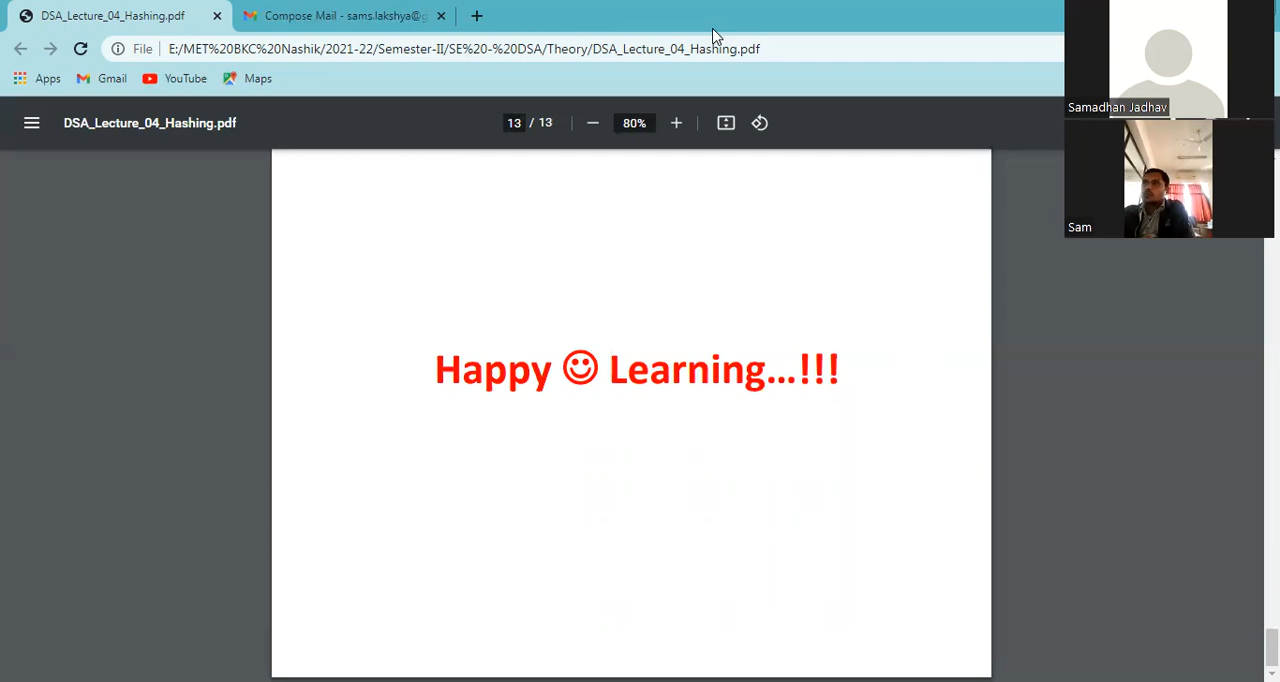 DSA_Lecture_04_Hashing.pdf
Compose Mail - sams.lakshya@g
File
E:/MET%20BKC%20Nashik/2021-22/Semester-II/SE%20-%20DSA/Theory/DSA_Lecture_04_Hashing.pdf
Apps
Gmail
YouTube
Maps
DSA_Lecture_04_Hashing.pdf
13 / 13
80%
Samadhan Jadhav
Sam
Happy ☺ Learning...!!!